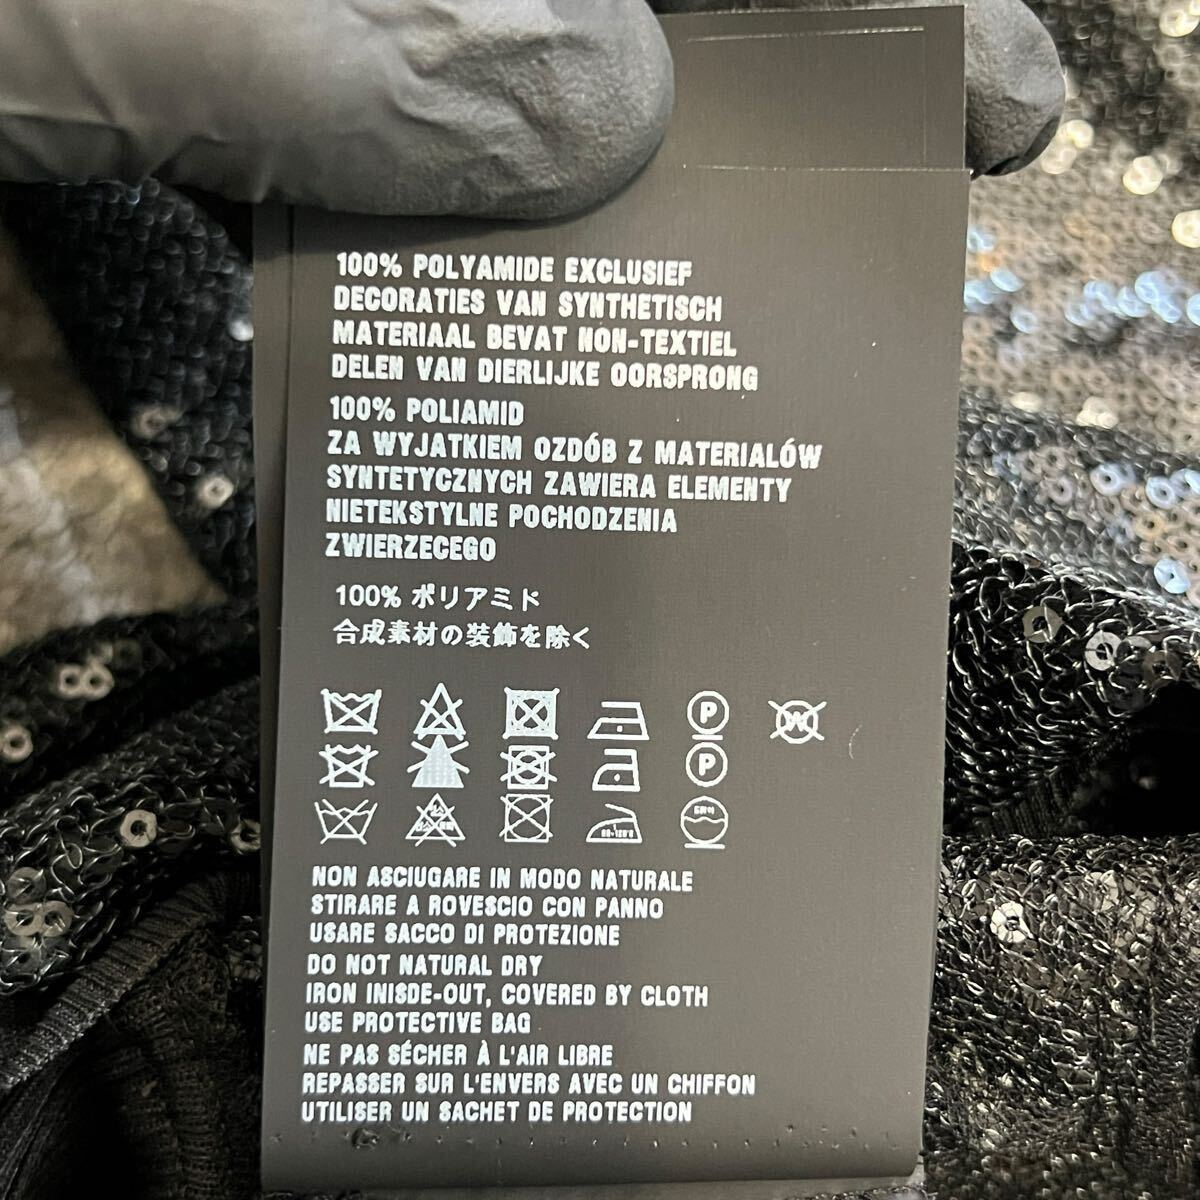 100% POLYAMIDE EXCLUSIEF
DECORATIES VAN SYNTHETISCH
MATERIAAL BEVAT NON-TEXTIEL
DELEN VAN DIERLIJKE OORSPRONG
100% POLIAMID
ZA WYJATKIEM OZDÓB Z MATERIALÓW
SYNTETYCZNYCH ZAWIERA ELEMENTY
NIETEKSTYLNE POCHODZENIA
ZWIERZECEGO
100% ポリアミド
合成素材の装飾を除く
P W
P
NON ASCIUGARE IN MODO NATURALE
STIRARE A ROVESCIO CON PANNO
USARE SACCO DI PROTEZIONE
DO NOT NATURAL DRY
IRON INISDE-OUT, COVERED BY CLOTH
USE PROTECTIVE BAG
NE PAS SÉCHER À L'AIR LIBRE
REPASSER SUR L'ENVERS AVEC UN CHIFFON
UTILISER UN SACHET DE PROTECTION